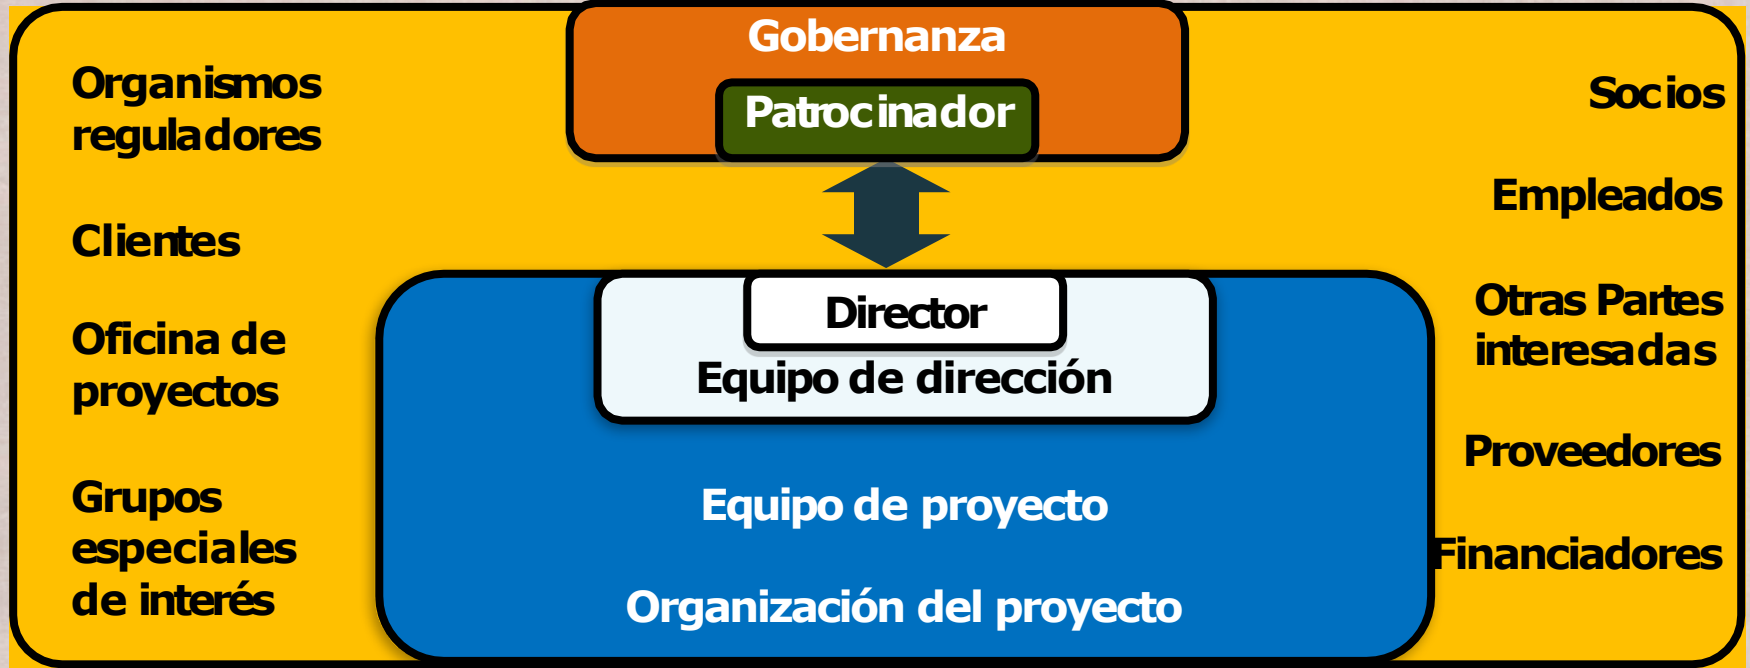 Gobernanza
Patrocinador
Organismos
reguladores
Clientes
Oficina de
proyectos
Grupos
especiales
de interés
Director
Equipo de dirección
Equipo de proyecto
Organización del proyecto
Socios
Empleados
Otras Partes
interesadas
Proveedores
Financiadores